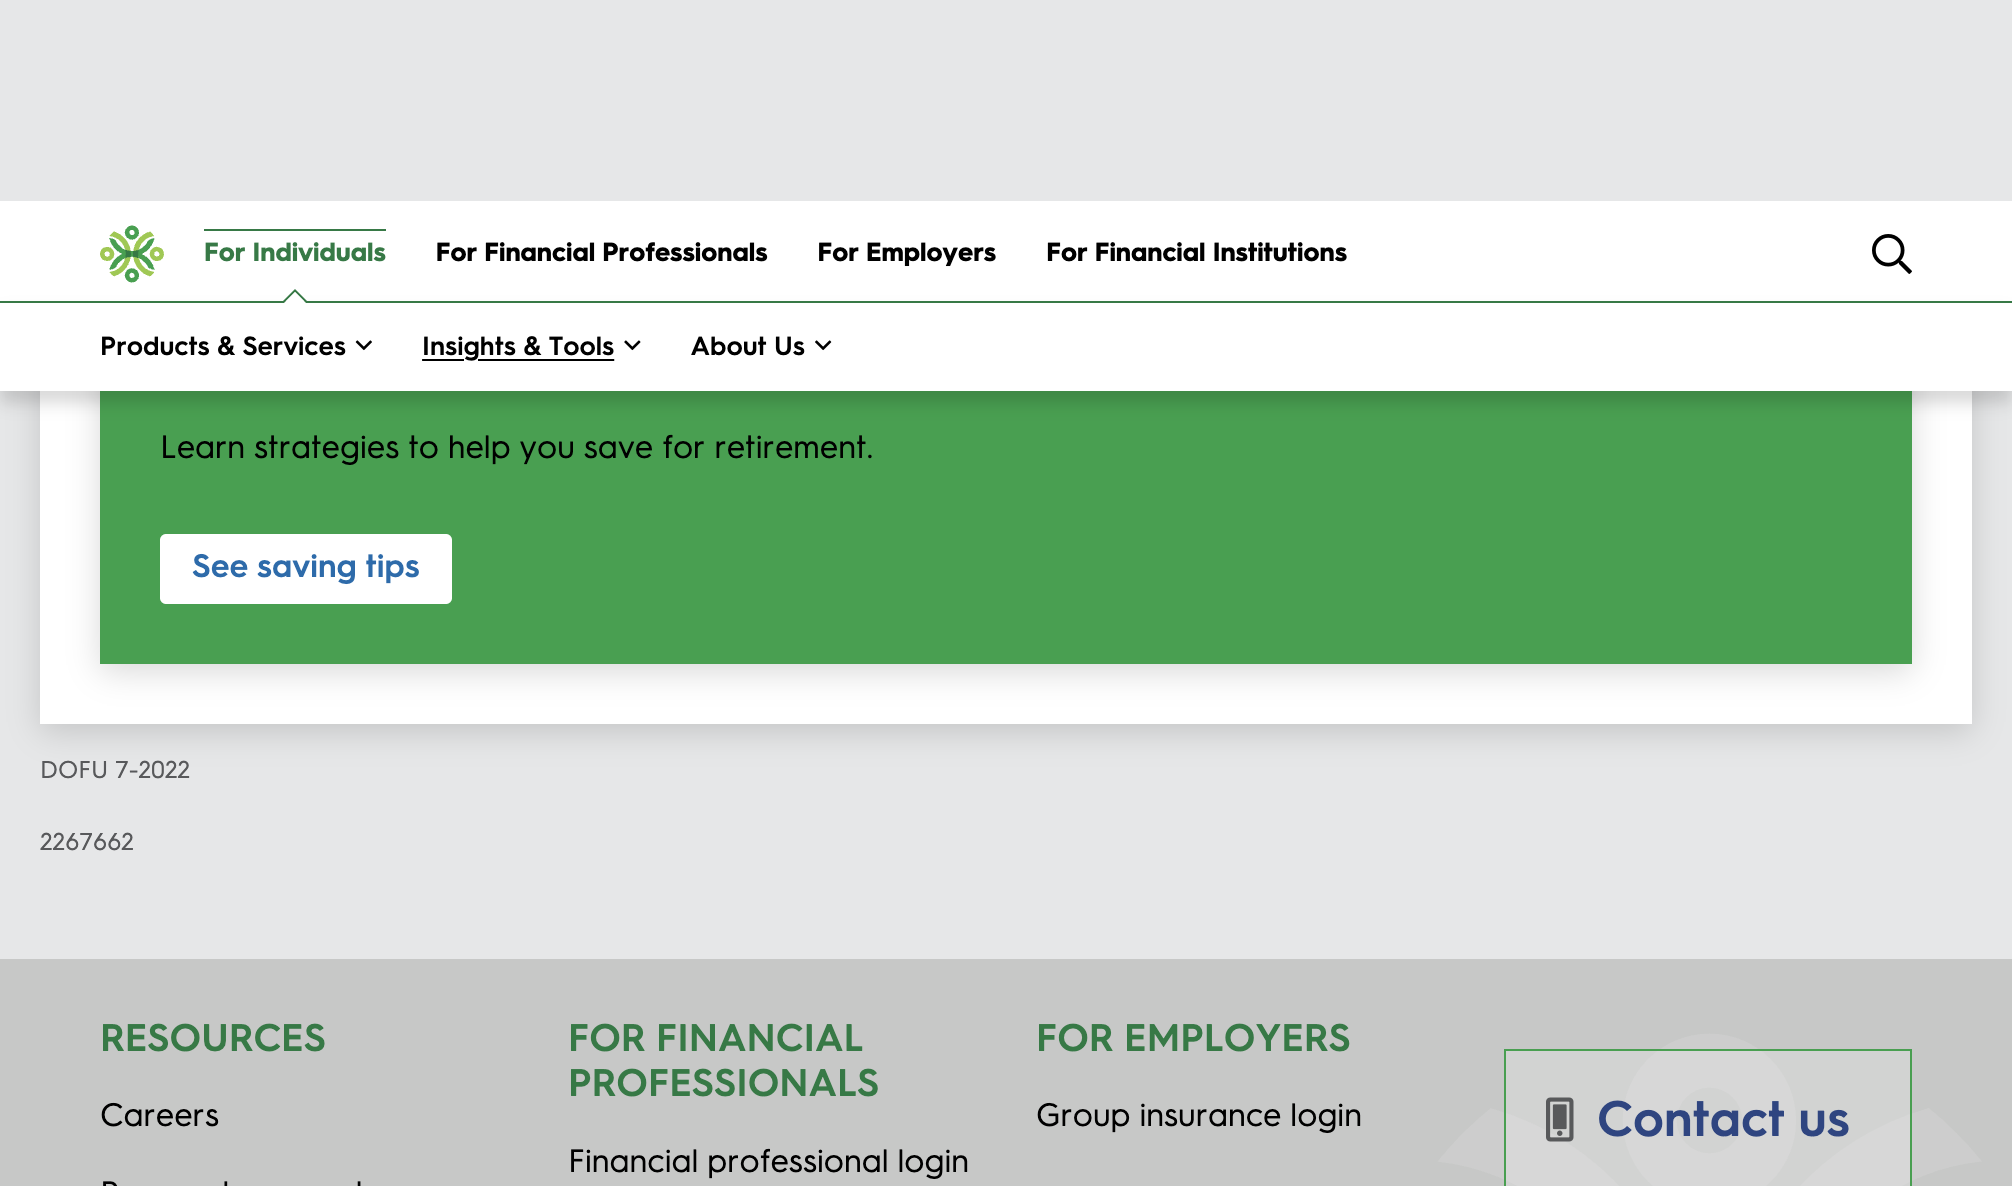 For Individuals For Financial Professionals For Employers For Financial Institutions
Products & Services Insights & Tools About Us
Learn strategies to help you save for retirement.
See saving tips
DOFU 7-2022
2267662
RESOURCES
Careers
FOR FINANCIAL
PROFESSIONALS
Financial professional login
FOR EMPLOYERS
Group insurance login
Contact us